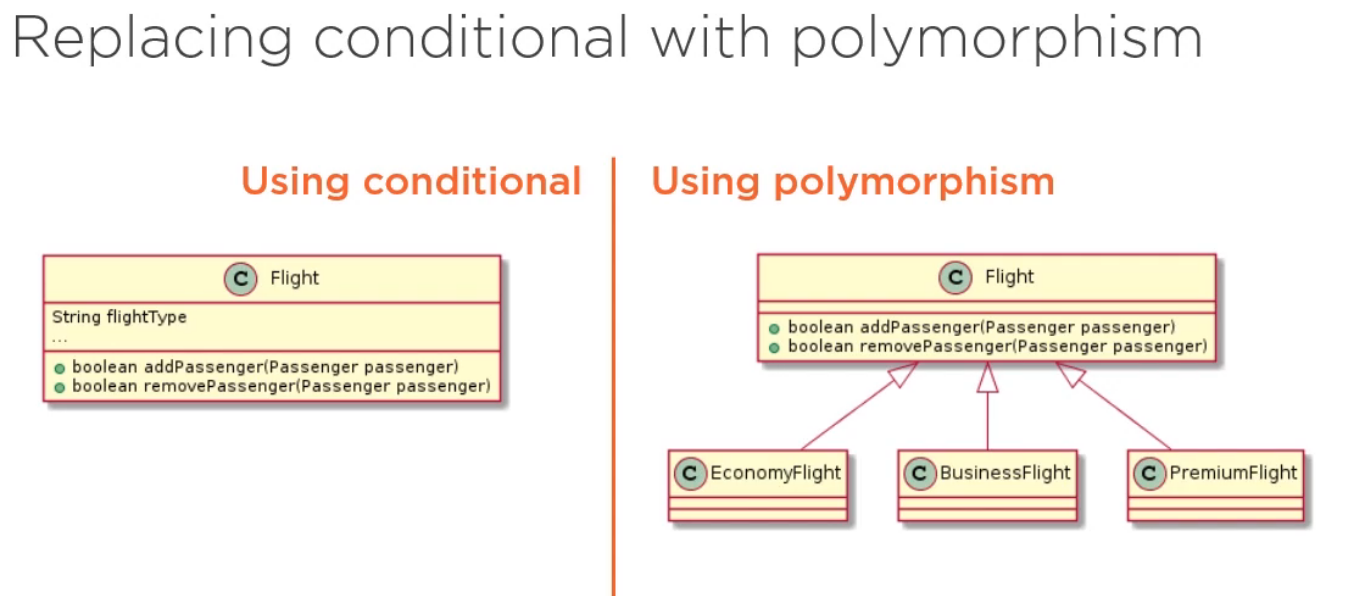 Replacing conditional with polymorphism
Using conditional
C Flight
String flightType
...
boolean addPassenger(Passenger passenger)
boolean removePassenger(Passenger passenger)
Using polymorphism
C Flight
boolean addPassenger(Passenger passenger)
boolean removePassenger(Passenger passenger)
C EconomyFlight
C BusinessFlight
C PremiumFlight